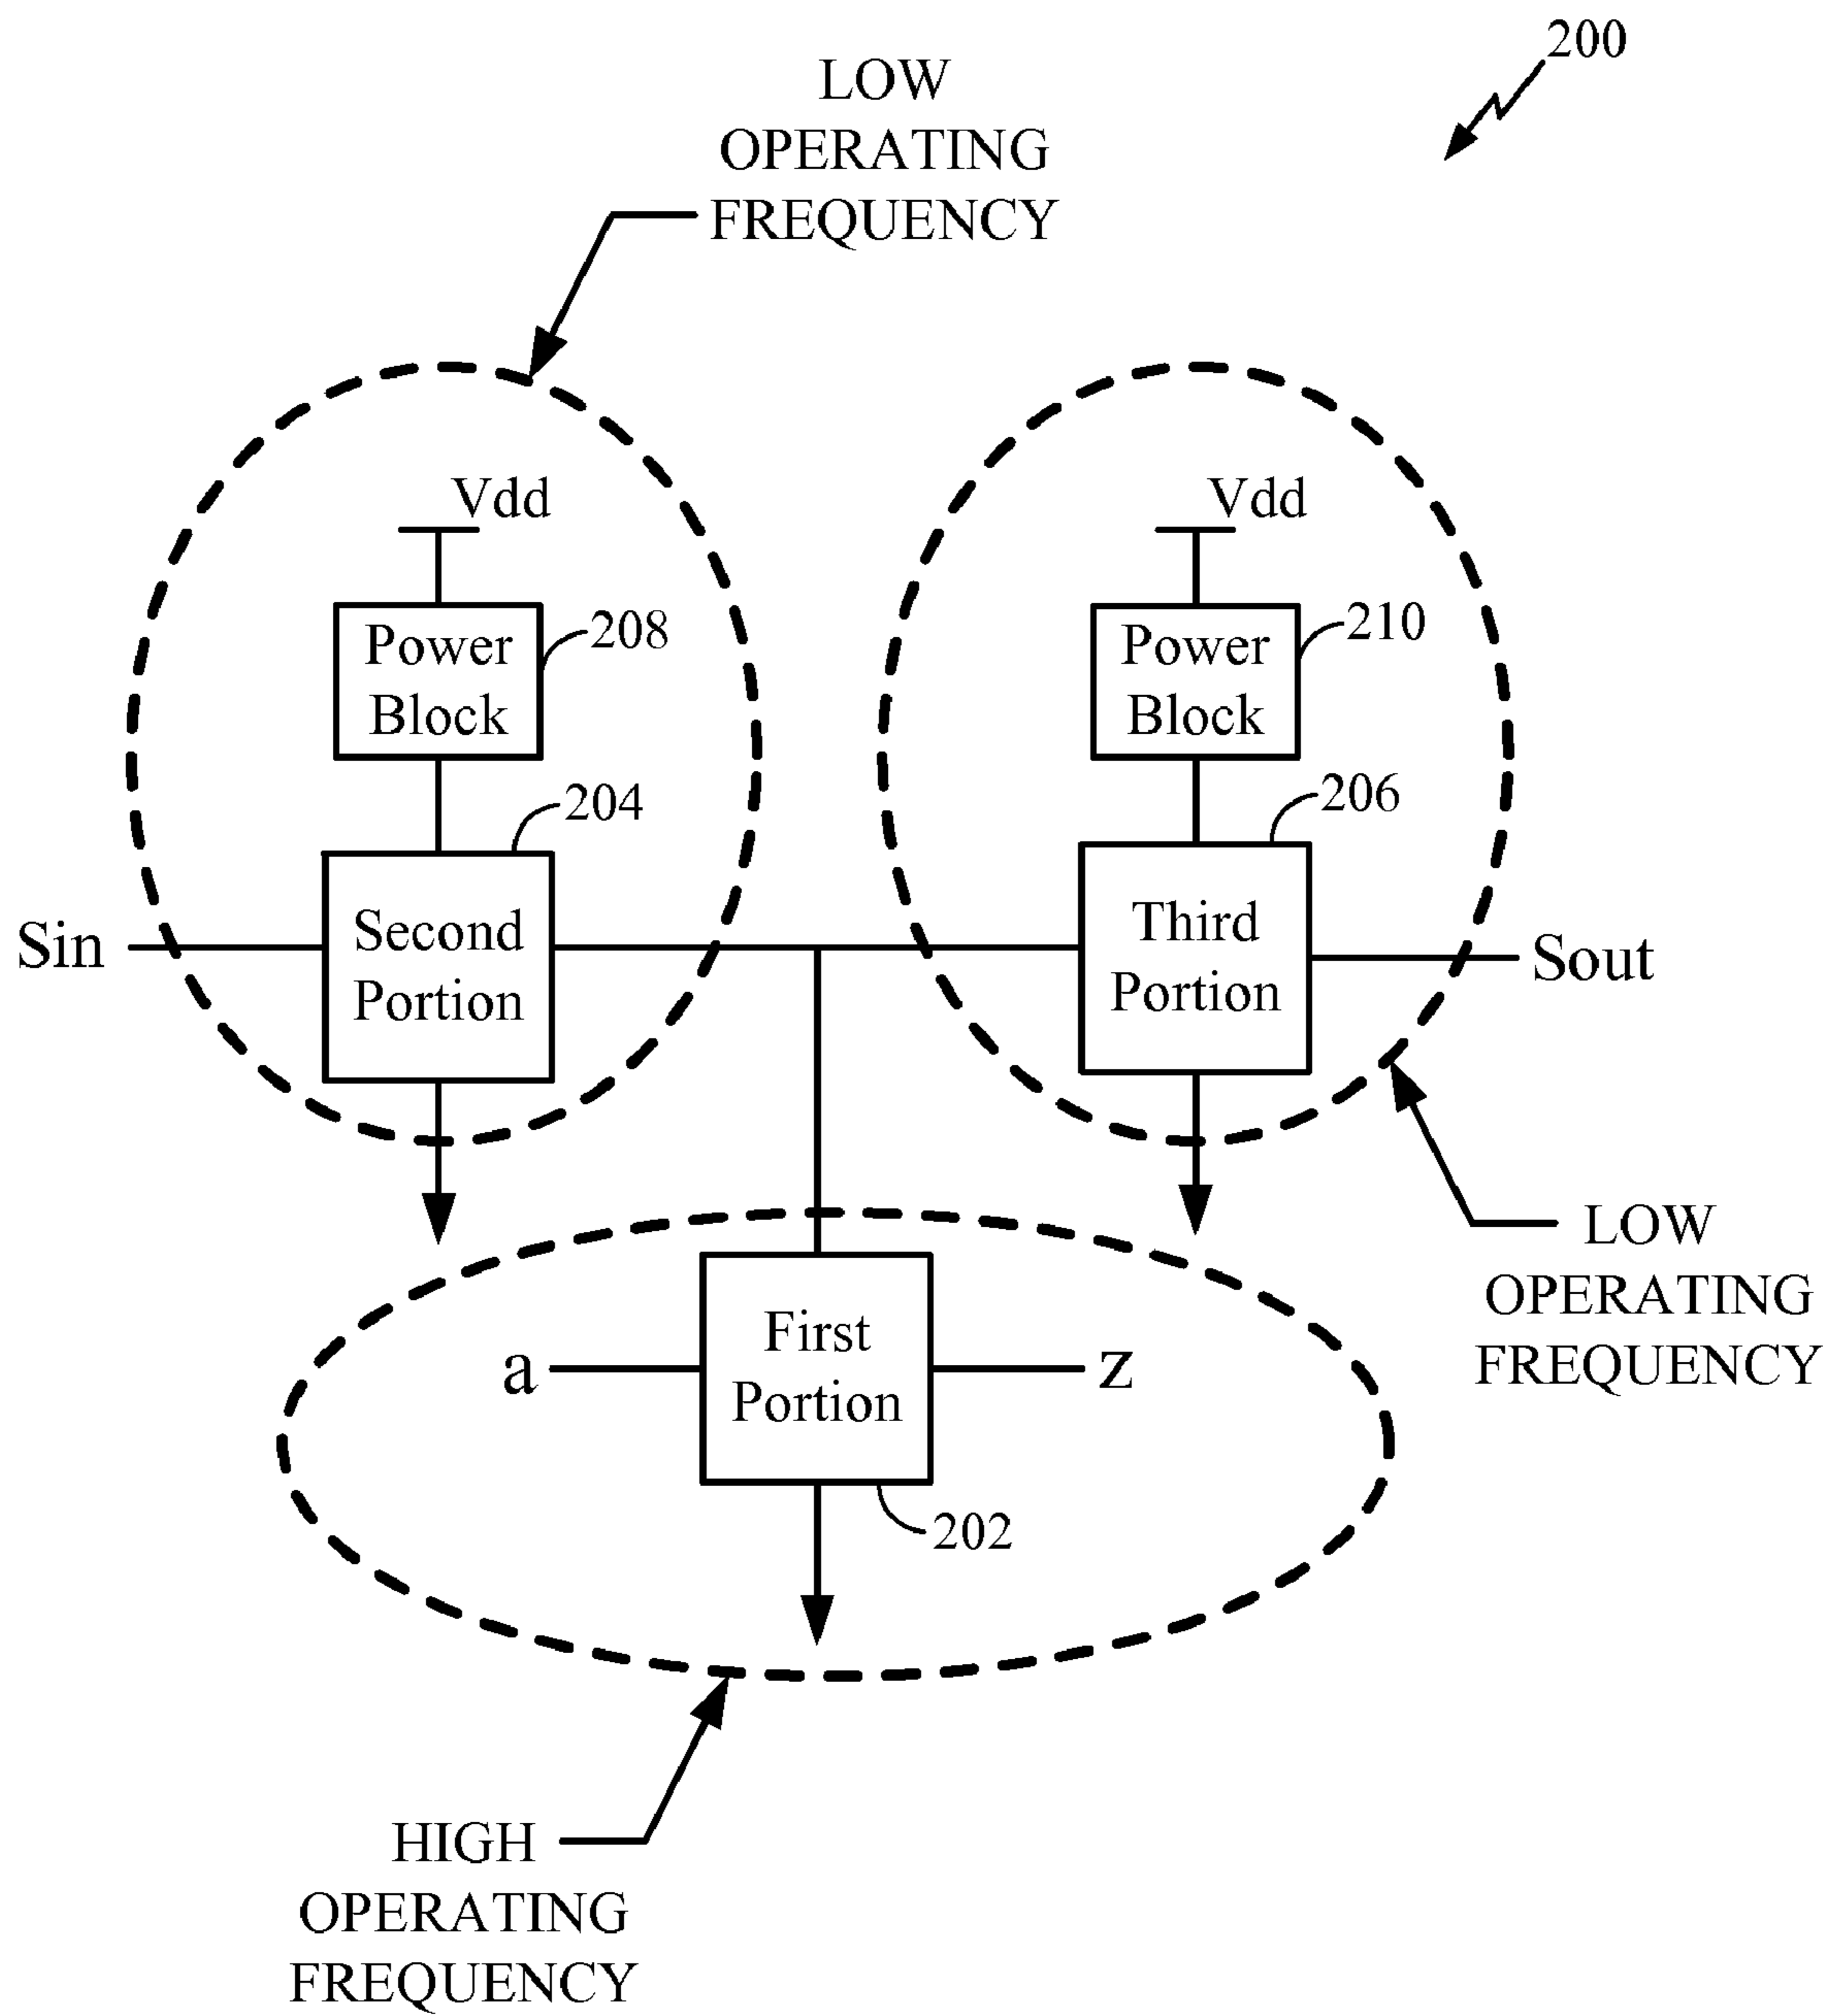 200
LOW
OPERATING
FREQUENCY
Vdd
Vdd
Power
Block
208
Power
Block
210
204
206
Sin
Second
Portion
Third
Portion
Sout
LOW
OPERATING
FREQUENCY
a
First
Portion
z
202
HIGH
OPERATING
FREQUENCY